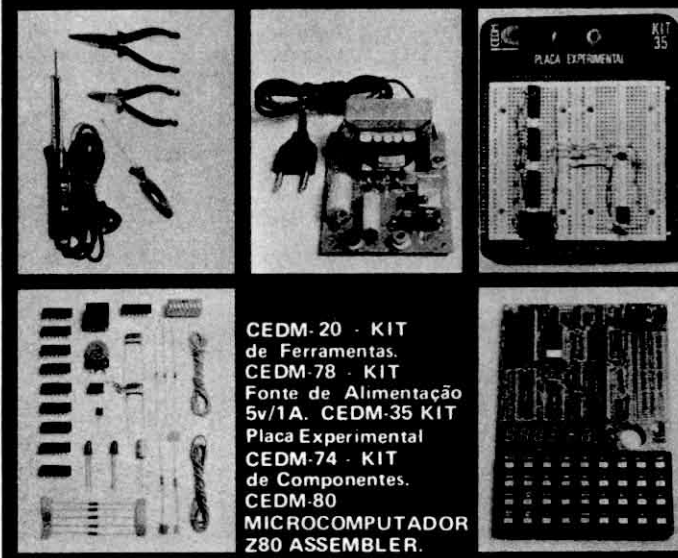 CEDM
KIT
35
PLACA EXPERIMENTAL
CEDM-20 - KIT
de Ferramentas.
CEDM-78 - KIT
Fonte de Alimentação
5v/1A. CEDM-35 KIT
Placa Experimental
CEDM-74 - KIT
de Componentes.
CEDM-80
MICROCOMPUTADOR
Z80 ASSEMBLER.